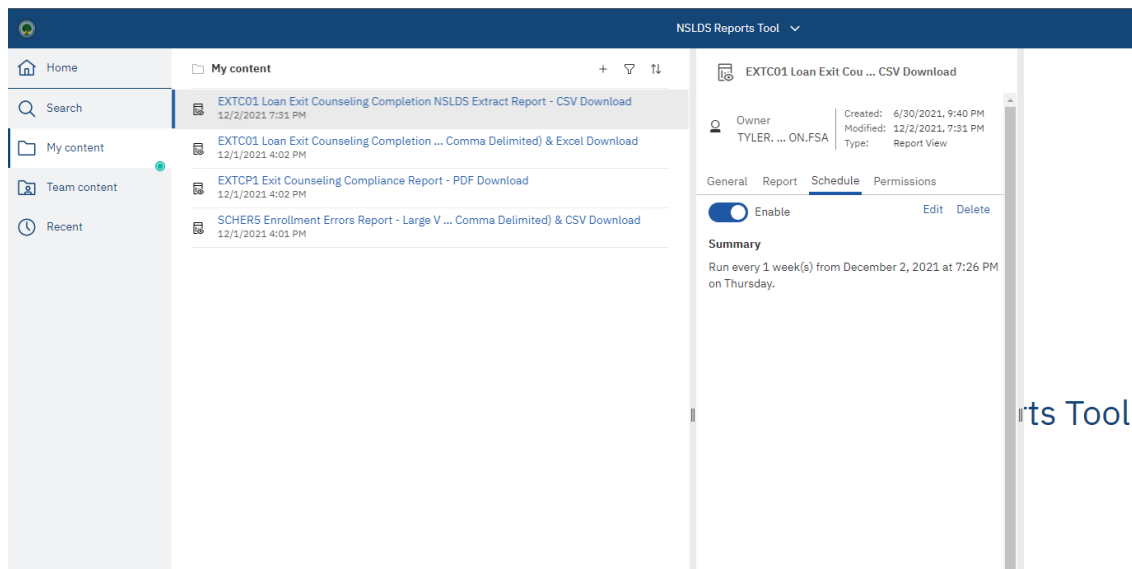 NSLDS Reports Tool
Home
Search
My content
Team content
Recent
My content
EXTC01 Loan Exit Counseling Completion NSLDS Extract Report - CSV Download
12/2/2021 7:31 PM
EXTC01 Loan Exit Counseling Completion ... Comma Delimited) & Excel Download
12/1/2021 4:02 PM
EXTCP1 Exit Counseling Compliance Report - PDF Download
12/1/2021 4:02 PM
SCHER5 Enrollment Errors Report - Large V ... Comma Delimited) & CSV Download
12/1/2021 4:01 PM
EXTC01 Loan Exit Cou ... CSV Download
Owner
TYLER. ... ON.FSA
Created: 6/30/2021, 9:40 PM
Modified: 12/2/2021, 7:31 PM
Type: Report View
General Report Schedule Permissions
Enable Edit Delete
Summary
Run every 1 week(s) from December 2, 2021 at 7:26 PM
on Thursday.
ts Tool